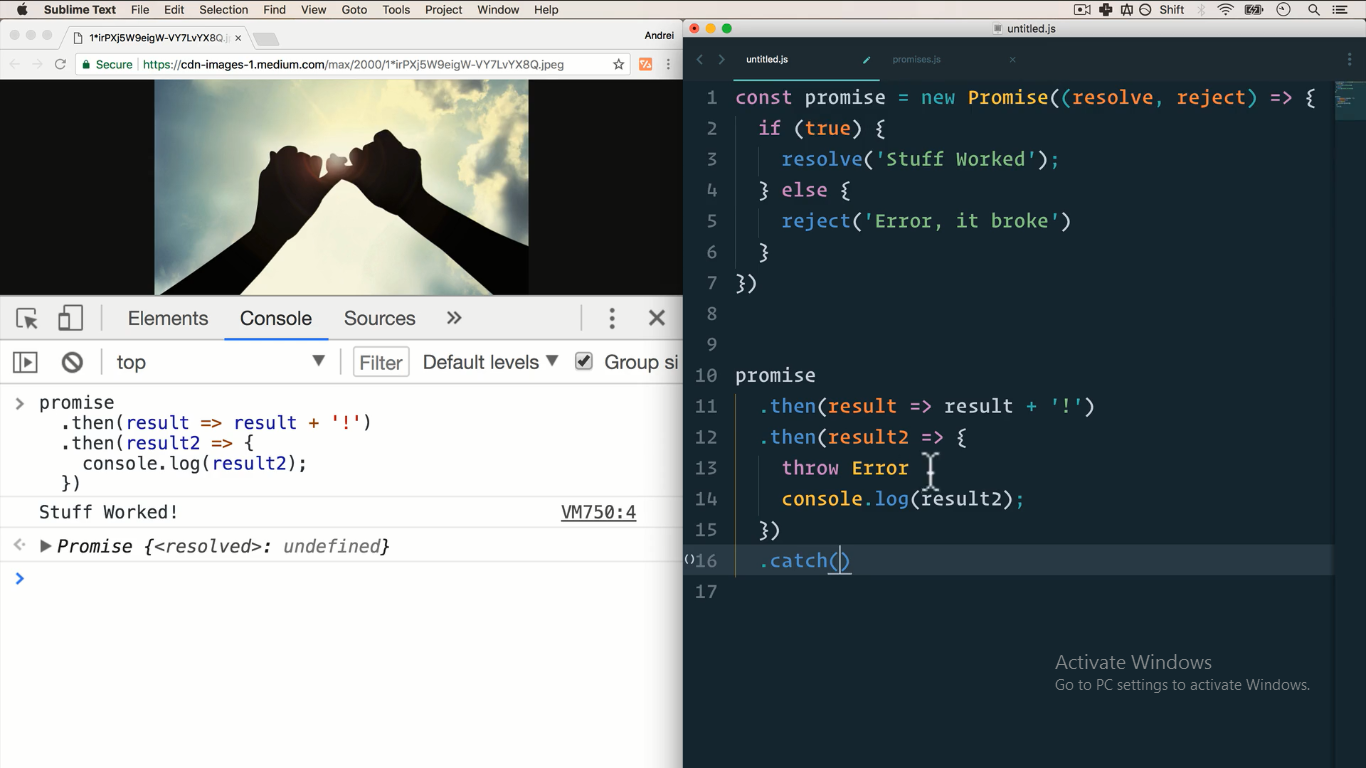 Sublime Text File Edit Selection Find View Goto Tools Project Window Help Shift
1*irPXj5W9eigW-VY7LvYX8Q.j × Andrei
Secure https://cdn-images-1.medium.com/max/2000/1*irPXj5W9eigW-VY7LvYX8Q.jpeg
Elements Console Sources »
top Filter Default levels Group si
> promise
.then(result => result + '!')
.then(result2 => {
console.log(result2);
})
Stuff Worked! VM750:4
Promise {<resolved>: undefined}
>
untitled.js
untitled.js promises.js ×
1 const promise = new Promise((resolve, reject) => {
2 if (true) {
3 resolve('Stuff Worked');
4 } else {
5 reject('Error, it broke')
6 }
7 })
8
9
10 promise
11 .then(result => result + '!')
12 .then(result2 => {
13 throw Error
14 console.log(result2);
15 })
()16 .catch()
17
Activate Windows
Go to PC settings to activate Windows.